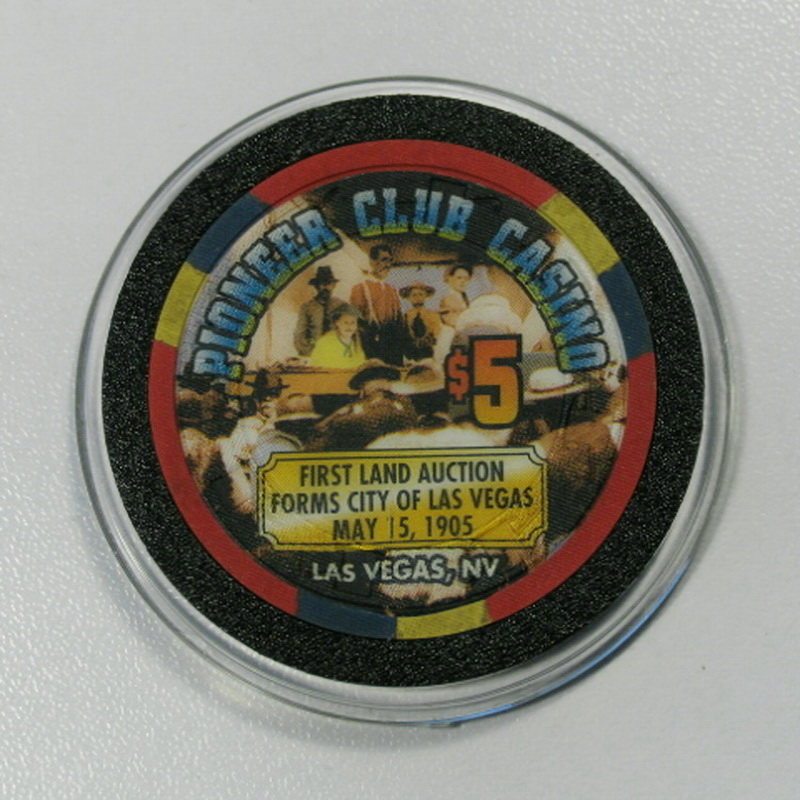 PIONEER CLUB CASINO
$5
FIRST LAND AUCTION
FORMS CITY OF LAS VEGAS
MAY 15, 1905
LAS VEGAS, NV